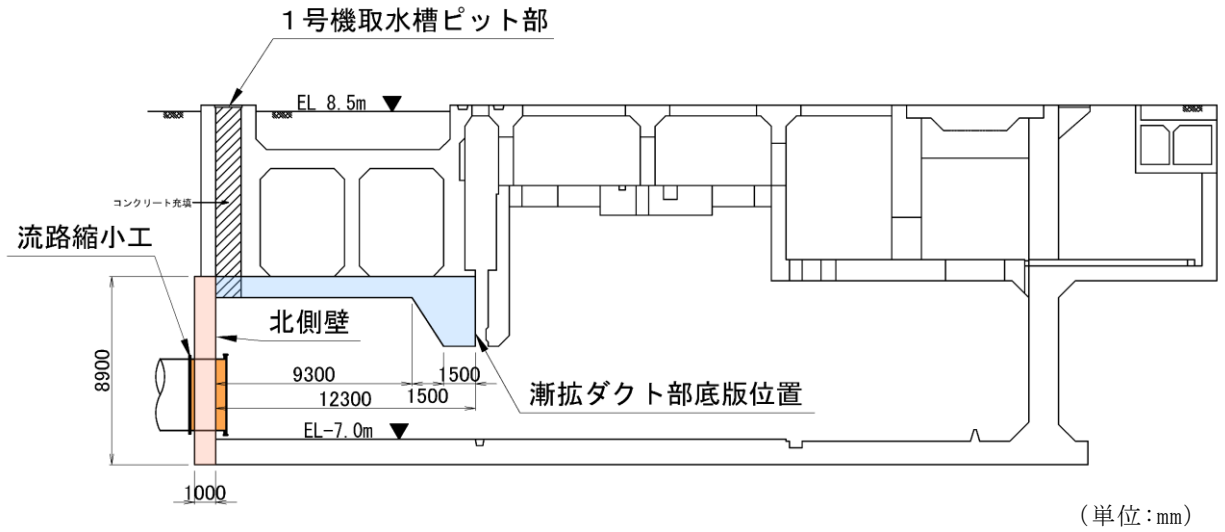 1号機取水槽ピット部
EL 8.5m
コンクリート充填
流路縮小工
北側壁
8900
9300
1500
1500
12300
漸拡ダクト部底版位置
EL-7.0m
1000
(単位:mm)